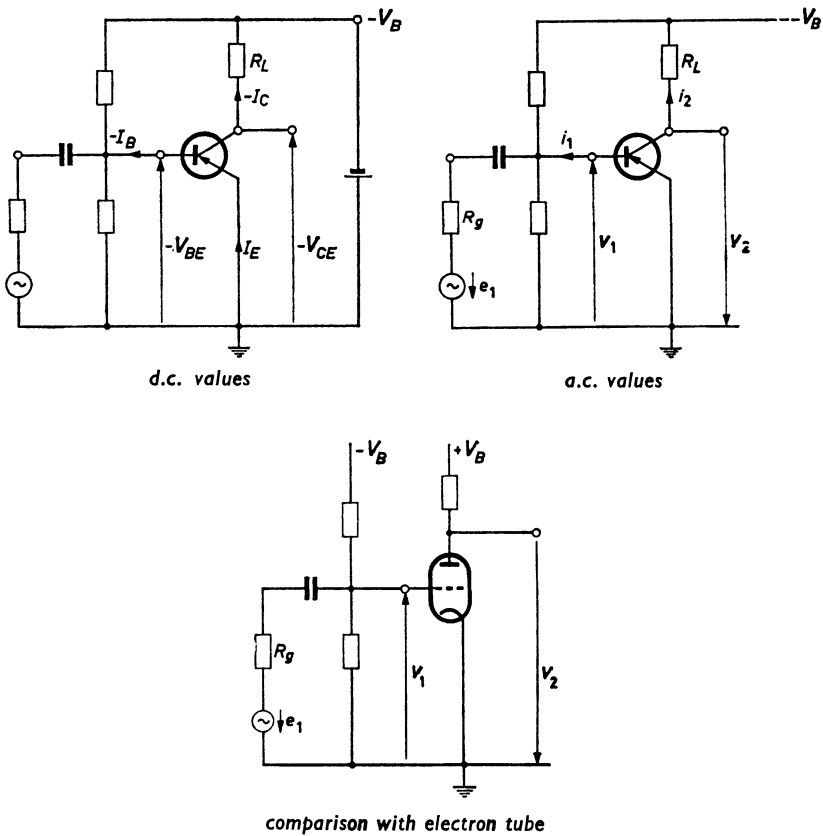 -V_B
R_L
-I_C
-I_B
-V_BE
I_E
-V_CE
d.c. values
-V_B
R_L
i_2
i_1
R_g
e_1
v_1
v_2
a.c. values
-V_B
+V_B
R_g
e_1
v_1
v_2
comparison with electron tube